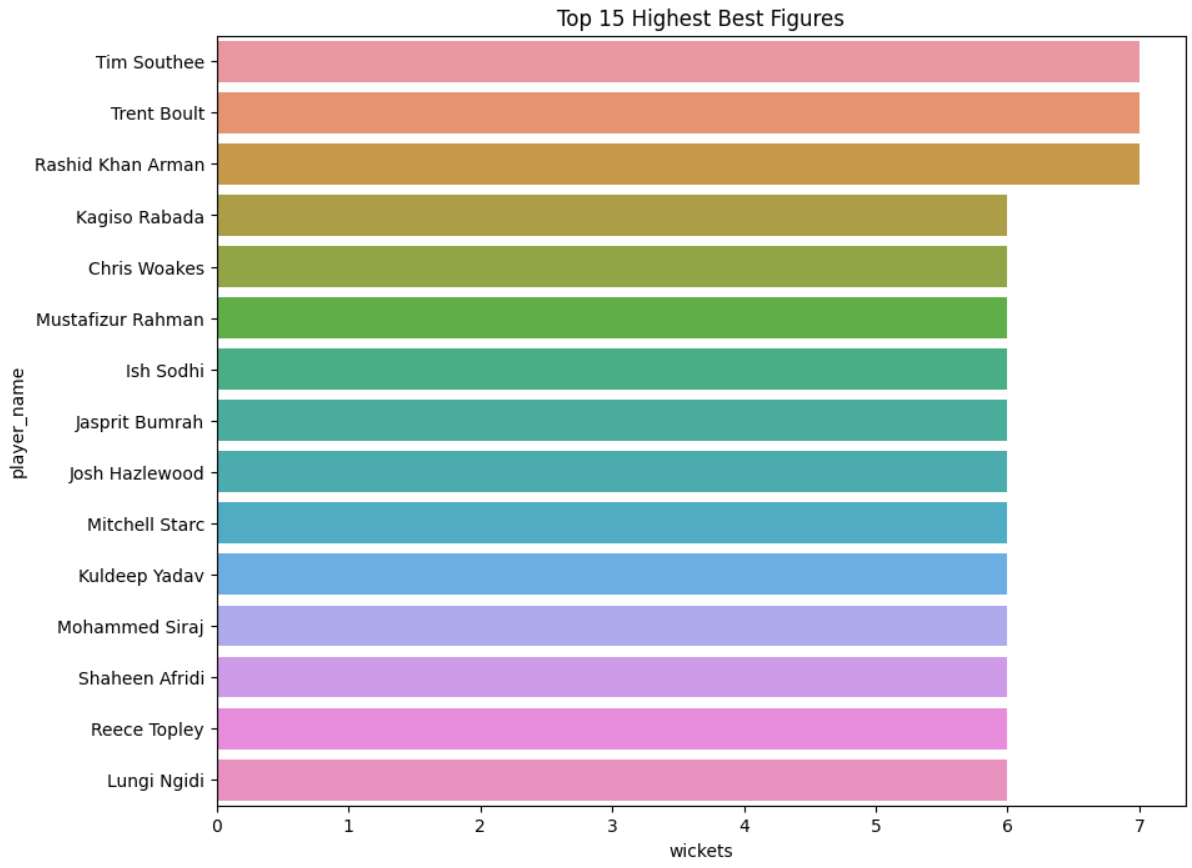 Top 15 Highest Best Figures
Tim Southee
Trent Boult
Rashid Khan Arman
Kagiso Rabada
Chris Woakes
Mustafizur Rahman
Ish Sodhi
Jasprit Bumrah
Josh Hazlewood
Mitchell Starc
Kuldeep Yadav
Mohammed Siraj
Shaheen Afridi
Reece Topley
Lungi Ngidi
player_name
0 1 2 3 4 5 6 7
wickets